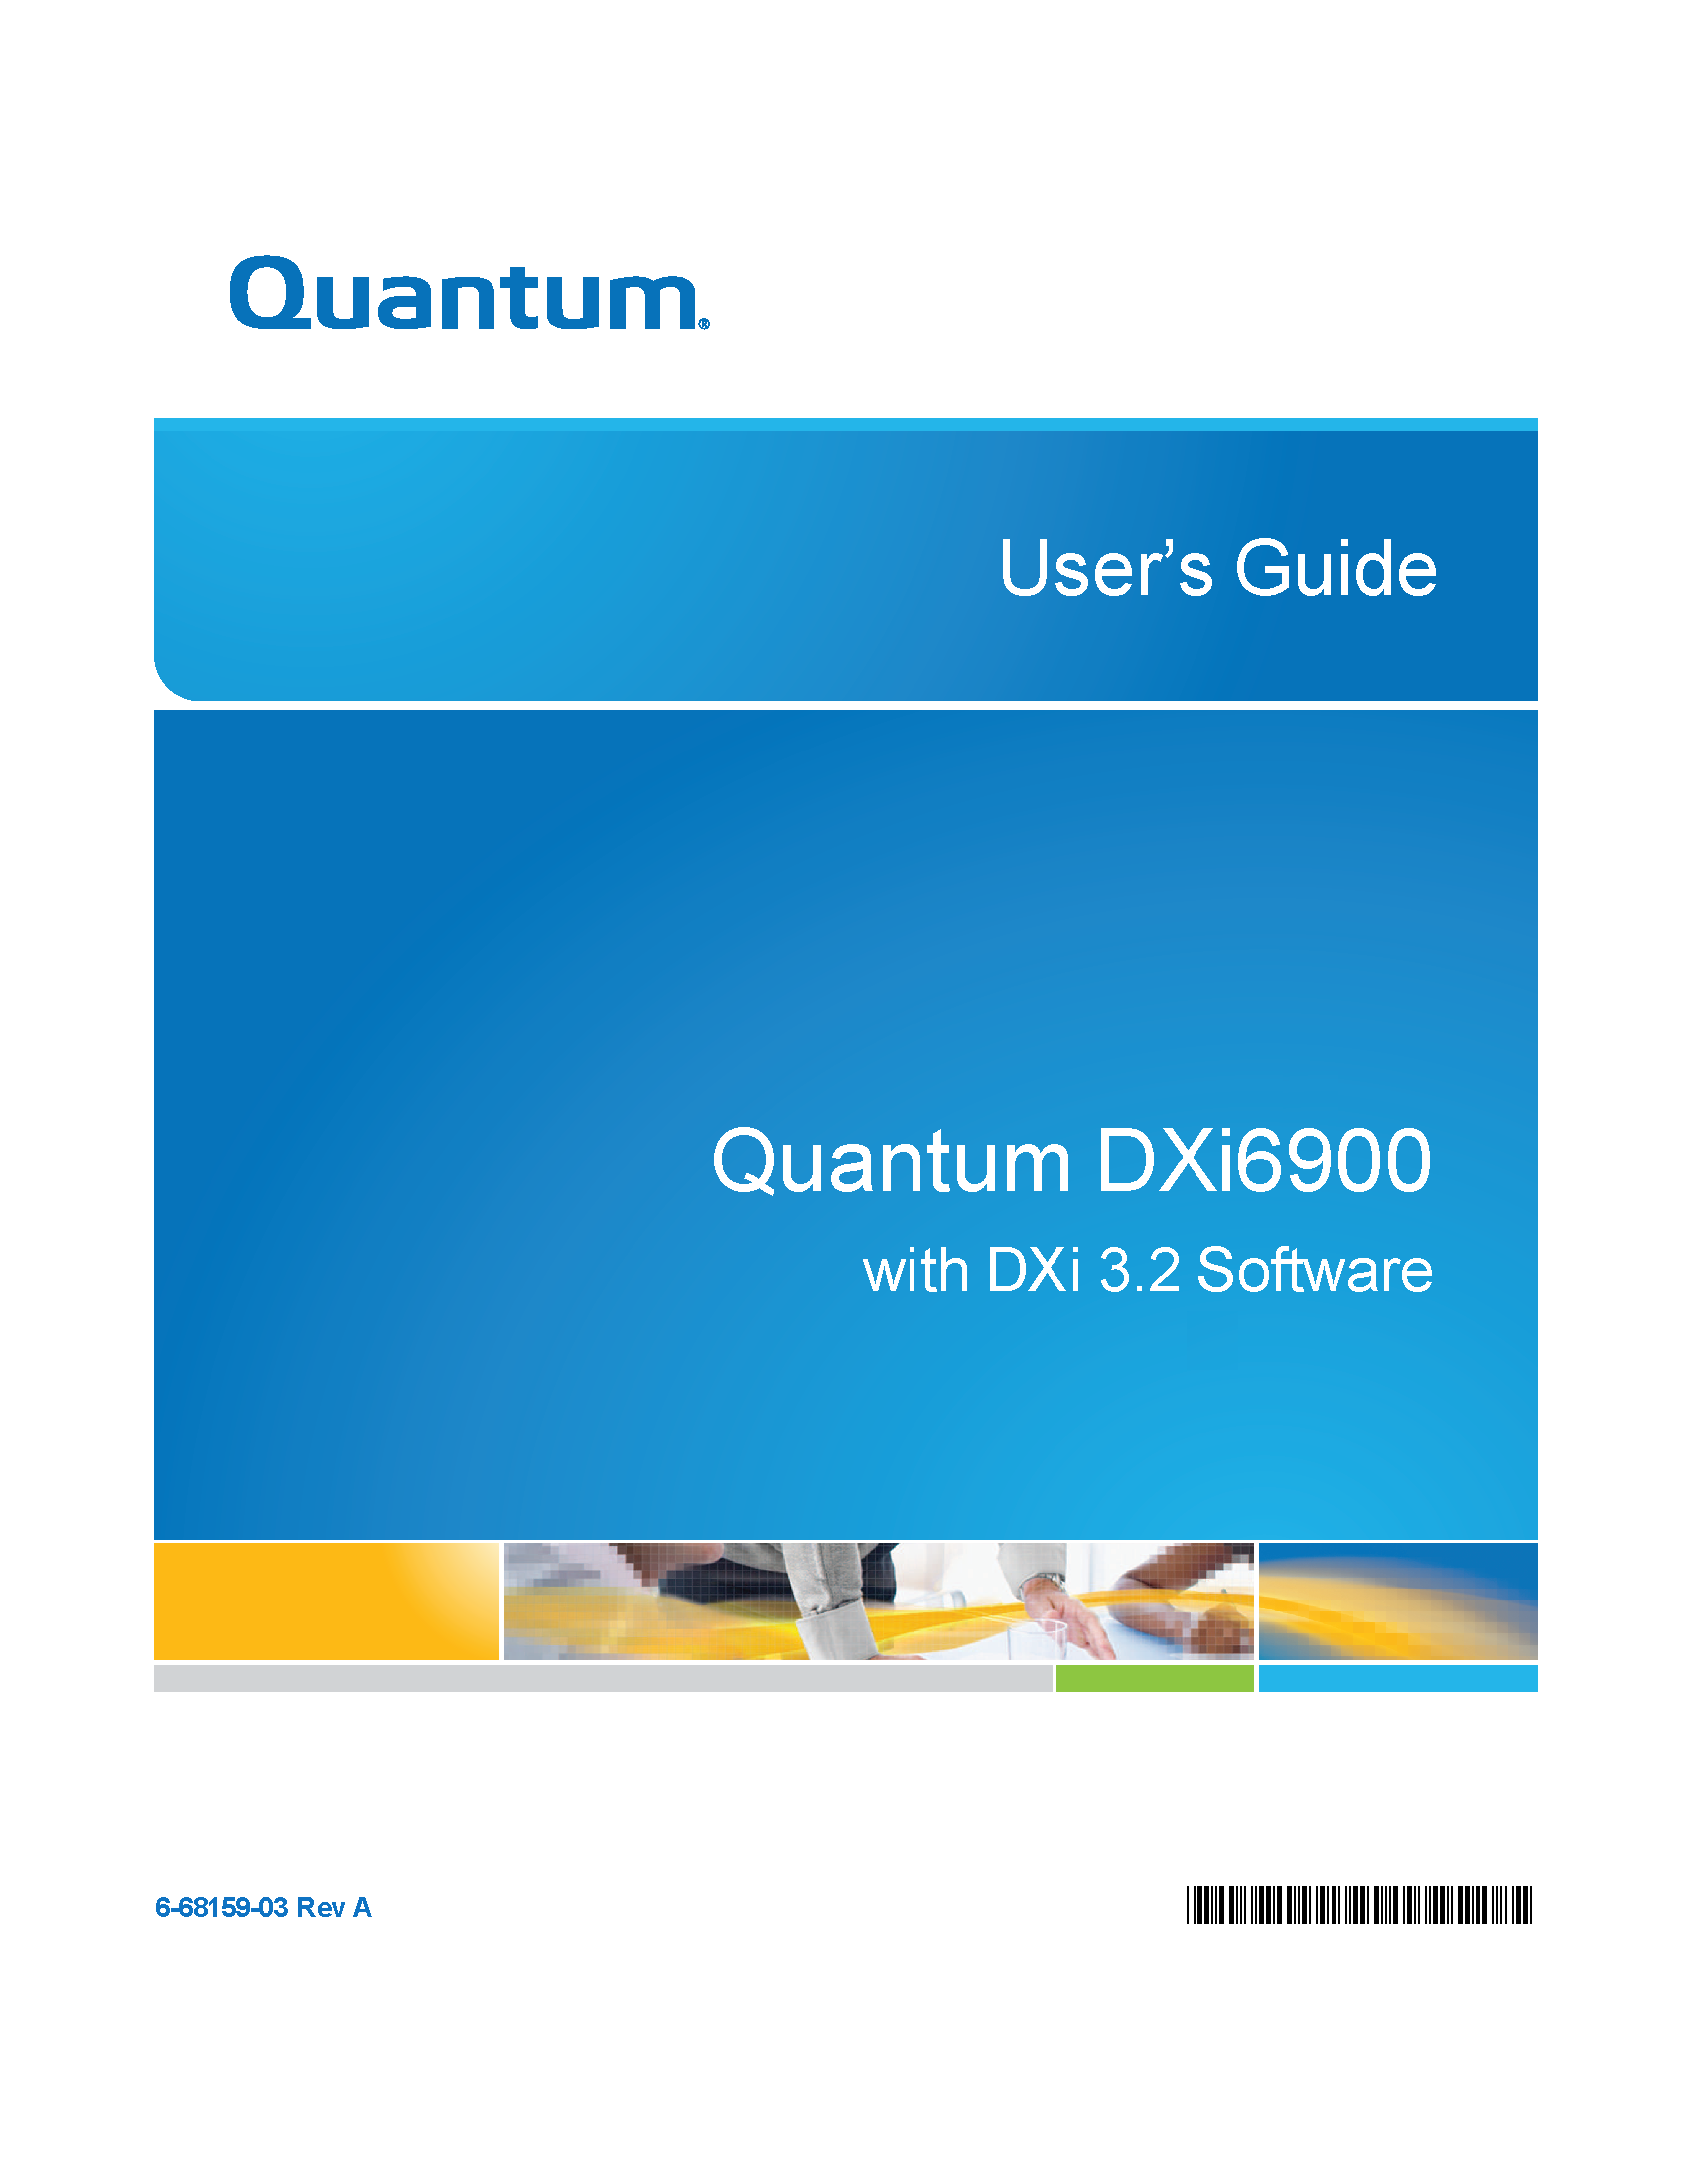 Quantum®
User’s Guide
Quantum DXi6900
with DXi 3.2 Software
6-68159-03 Rev A